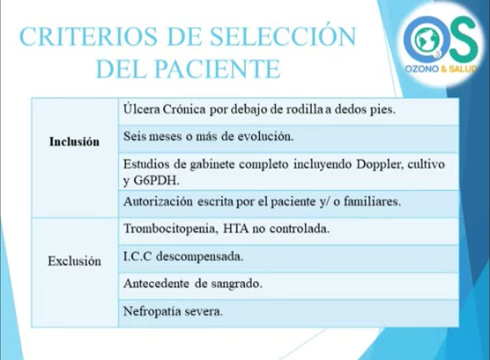 CRITERIOS DE SELECCIÓN
DEL PACIENTE
OS
OZONO & SALUD
Inclusión
Úlcera Crónica por debajo de rodilla a dedos pies.
Seis meses o más de evolución.
Estudios de gabinete completo incluyendo Doppler, cultivo
y G6PDH.
Autorización escrita por el paciente y/ o familiares.
Exclusión
Trombocitopenia, HTA no controlada.
I.C.C descompensada.
Antecedente de sangrado.
Nefropatía severa.